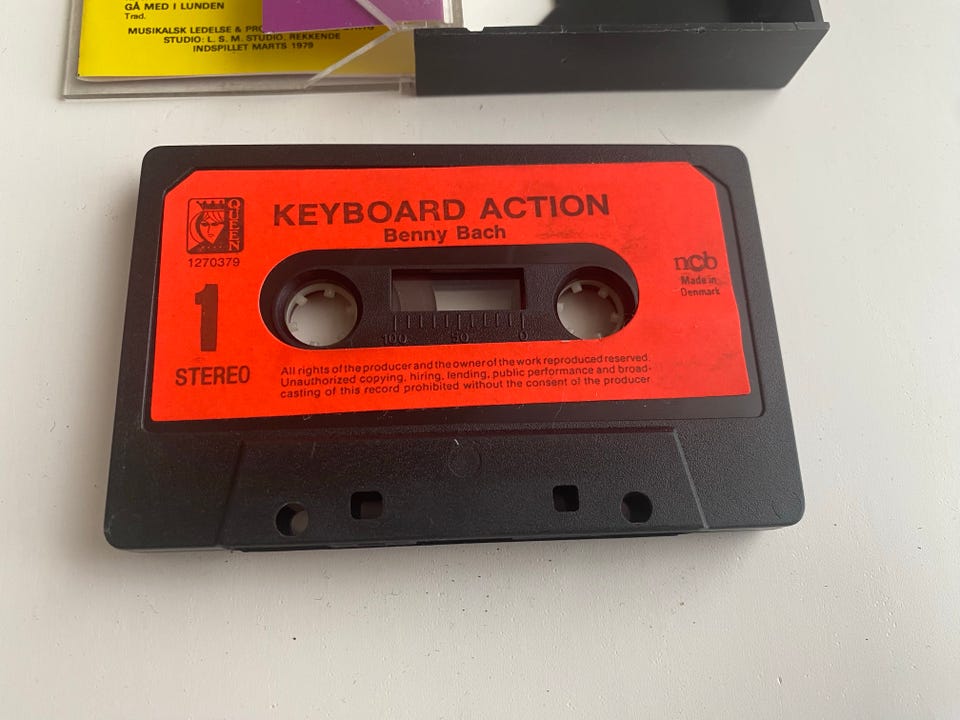 GÅ MED I LUNDEN
Trad.
MUSIKALSK LEDELSE &
STUDIO: L. S. M. STUDIO, REKKENDE
INDSPILLET MARTS 1979
QUEEN
KEYBOARD ACTION
Benny Bach
1270379
ncb
Made in
Denmark
1
STEREO
100 50 0
All rights of the producer and the owner of the work reproduced reserved.
Unauthorized copying, hiring, lending, public performance and broad-
casting of this record prohibited without the consent of the producer